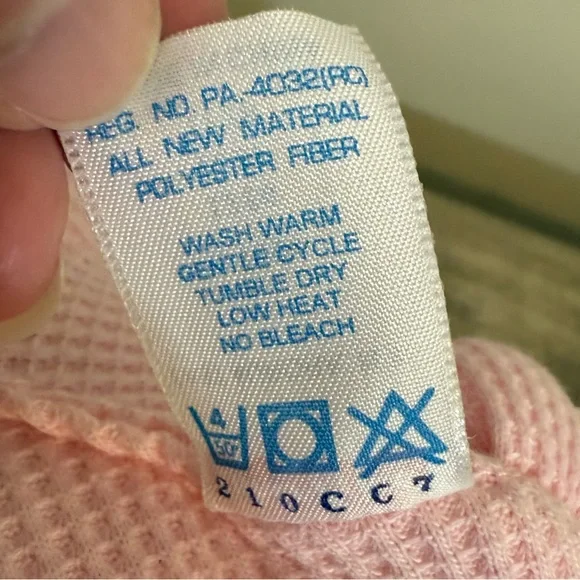 REG. NO. PA-4032(RC)
ALL NEW MATERIAL
POLYESTER FIBER
WASH WARM
GENTLE CYCLE
TUMBLE DRY
LOW HEAT
NO BLEACH
4
50°
210CC7